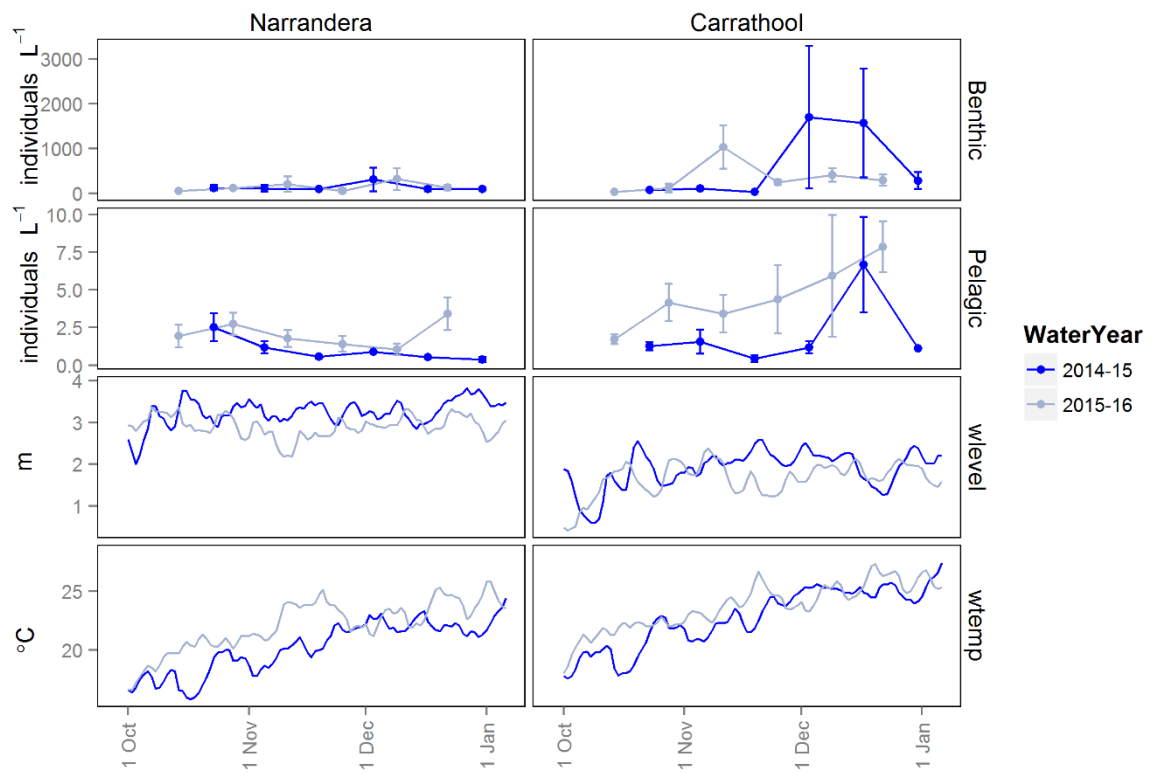 Narrandera
Carrathool
individuals L⁻¹
3000
2000
1000
0
Benthic
individuals L⁻¹
10.0
7.5
5.0
2.5
0.0
Pelagic
WaterYear
2014-15
2015-16
m
4
3
2
1
wlevel
°C
25
20
wtemp
1 Oct
1 Nov
1 Dec
1 Jan
1 Oct
1 Nov
1 Dec
1 Jan